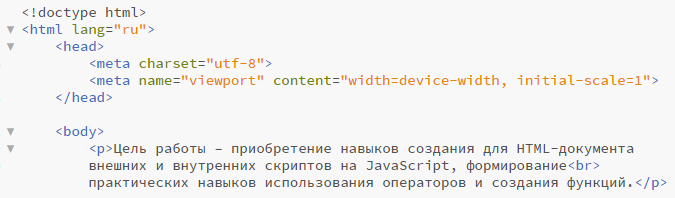 <!doctype html>
<html lang="ru">
<head>
<meta charset="utf-8">
<meta name="viewport" content="width=device-width, initial-scale=1">
</head>
<body>
<p>Цель работы – приобретение навыков создания для HTML-документа
внешних и внутренних скриптов на JavaScript, формирование<br>
практических навыков использования операторов и создания функций.</p>